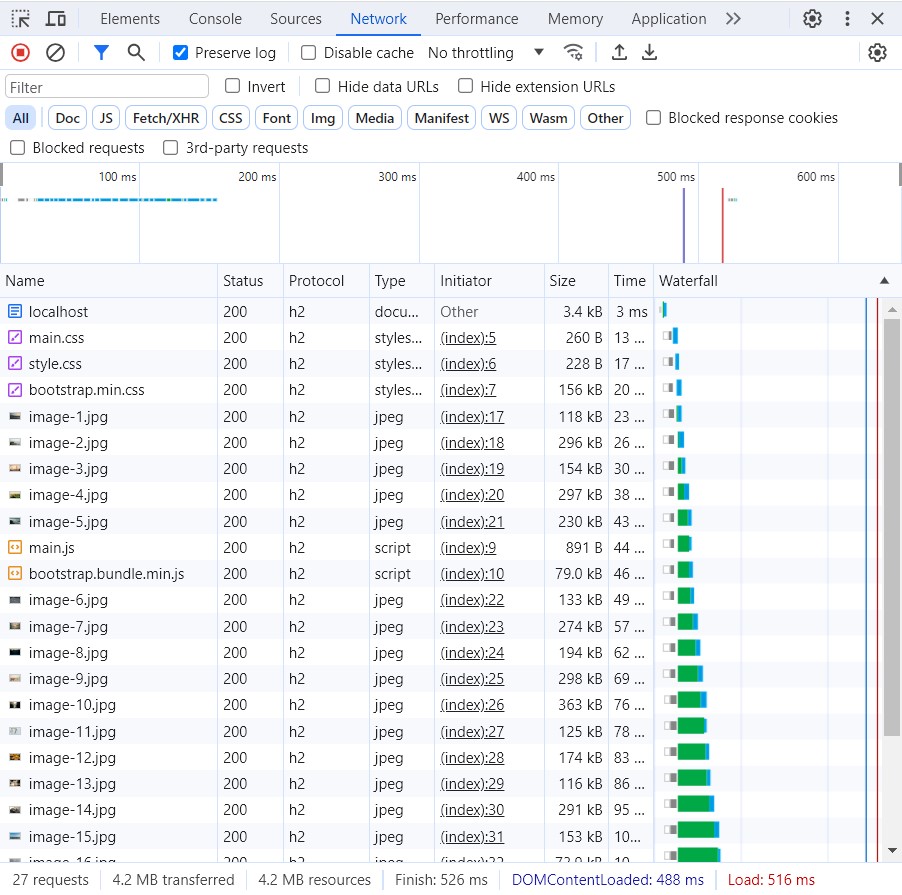 Elements Console Sources Network Performance Memory Application
Preserve log Disable cache No throttling
Filter Invert Hide data URLs Hide extension URLs
All Doc JS Fetch/XHR CSS Font Img Media Manifest WS Wasm Other Blocked response cookies
Blocked requests 3rd-party requests
100 ms 200 ms 300 ms 400 ms 500 ms 600 ms
Name Status Protocol Type Initiator Size Time Waterfall
localhost 200 h2 docu... Other 3.4 kB 3 ms
main.css 200 h2 styles... (index):5 260 B 13 ...
style.css 200 h2 styles... (index):6 228 B 17 ...
bootstrap.min.css 200 h2 styles... (index):7 156 kB 20 ...
image-1.jpg 200 h2 jpeg (index):17 118 kB 23 ...
image-2.jpg 200 h2 jpeg (index):18 296 kB 26 ...
image-3.jpg 200 h2 jpeg (index):19 154 kB 30 ...
image-4.jpg 200 h2 jpeg (index):20 297 kB 38 ...
image-5.jpg 200 h2 jpeg (index):21 230 kB 43 ...
main.js 200 h2 script (index):9 891 B 44 ...
bootstrap.bundle.min.js 200 h2 script (index):10 79.0 kB 46 ...
image-6.jpg 200 h2 jpeg (index):22 133 kB 49 ...
image-7.jpg 200 h2 jpeg (index):23 274 kB 57 ...
image-8.jpg 200 h2 jpeg (index):24 194 kB 62 ...
image-9.jpg 200 h2 jpeg (index):25 298 kB 69 ...
image-10.jpg 200 h2 jpeg (index):26 363 kB 76 ...
image-11.jpg 200 h2 jpeg (index):27 125 kB 78 ...
image-12.jpg 200 h2 jpeg (index):28 174 kB 83 ...
image-13.jpg 200 h2 jpeg (index):29 116 kB 86 ...
image-14.jpg 200 h2 jpeg (index):30 291 kB 95 ...
image-15.jpg 200 h2 jpeg (index):31 153 kB 10...
image-16.jpg 200 h2 jpeg (index):32
27 requests 4.2 MB transferred 4.2 MB resources Finish: 526 ms DOMContentLoaded: 488 ms Load: 516 ms